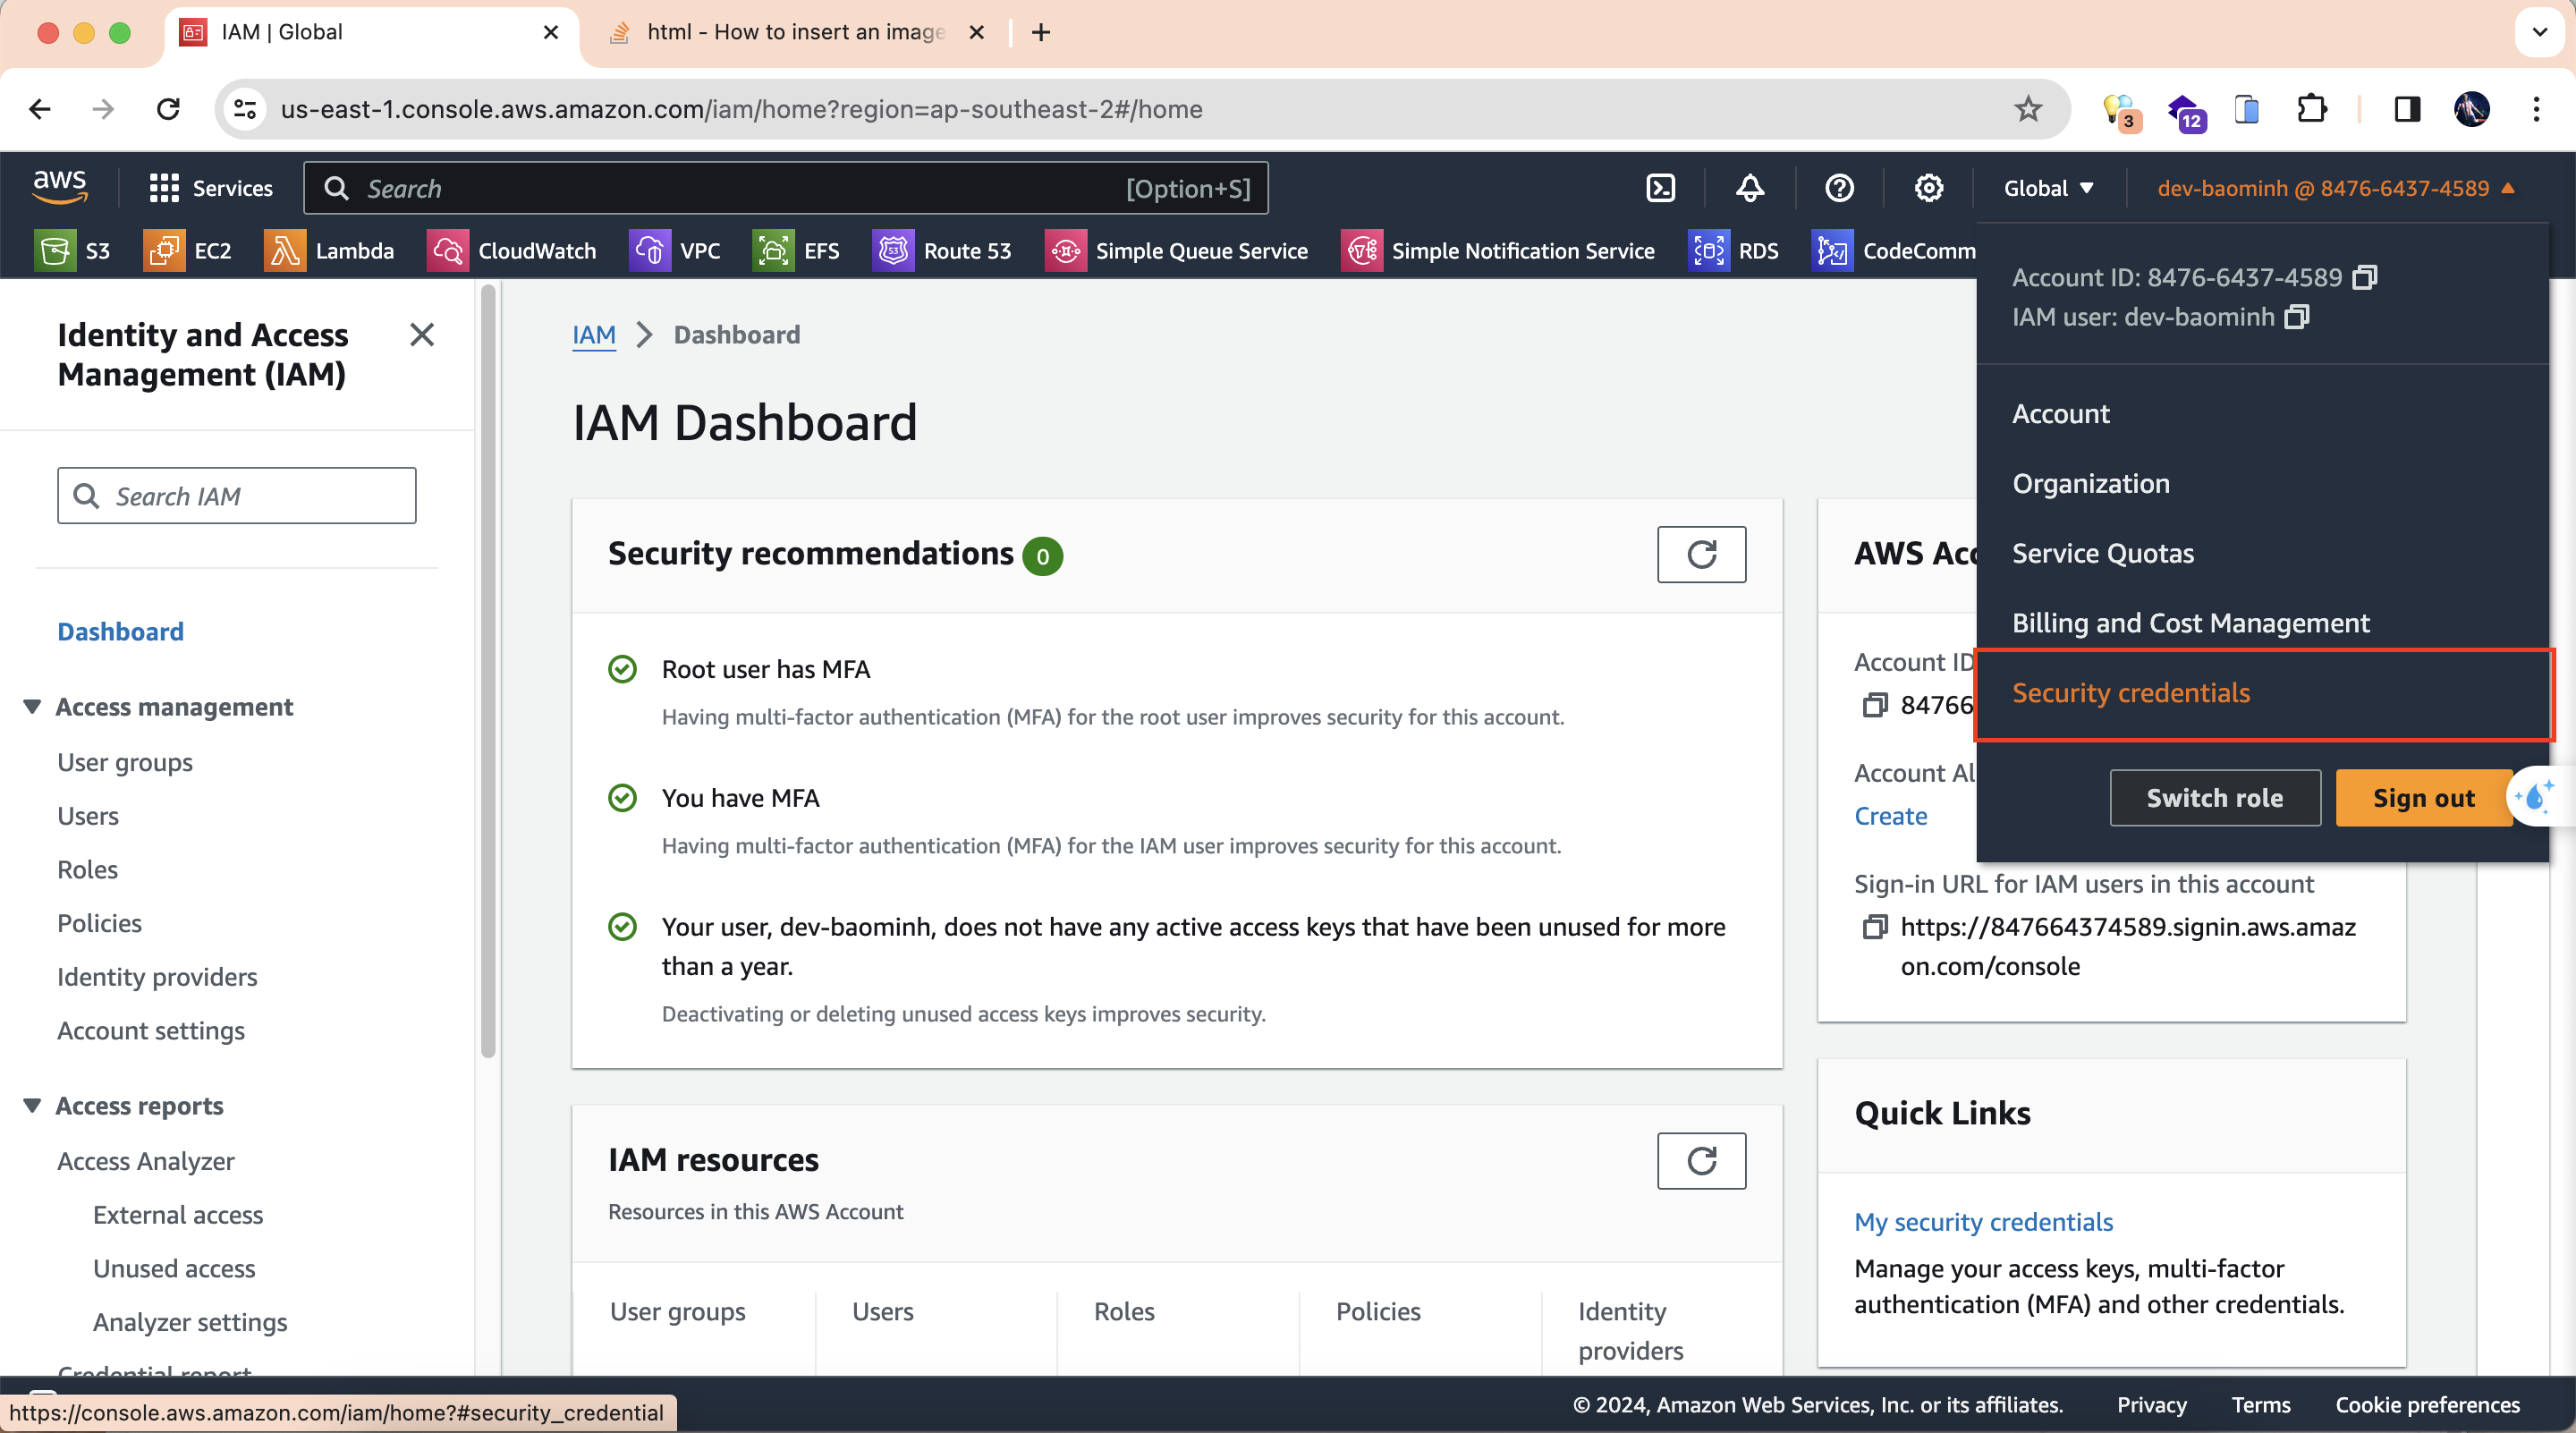 IAM | Global
html - How to insert an image
us-east-1.console.aws.amazon.com/iam/home?region=ap-southeast-2#/home
3
12
aws
Services
Search
[Option+S]
Global
dev-baominh @ 8476-6437-4589
S3
EC2
Lambda
CloudWatch
VPC
EFS
Route 53
Simple Queue Service
Simple Notification Service
RDS
CodeComm
Account ID: 8476-6437-4589
IAM user: dev-baominh
Account
Organization
Service Quotas
Billing and Cost Management
Security credentials
Switch role
Sign out
Identity and Access
Management (IAM)
Search IAM
Dashboard
Access management
User groups
Users
Roles
Policies
Identity providers
Account settings
Access reports
Access Analyzer
External access
Unused access
Analyzer settings
Credential report
IAM
Dashboard
IAM Dashboard
Security recommendations 0
Root user has MFA
Having multi-factor authentication (MFA) for the root user improves security for this account.
You have MFA
Having multi-factor authentication (MFA) for the IAM user improves security for this account.
Your user, dev-baominh, does not have any active access keys that have been unused for more
than a year.
Deactivating or deleting unused access keys improves security.
IAM resources
Resources in this AWS Account
User groups
Users
Roles
Policies
Identity
providers
AWS Acc
Account ID
84766
Account Al
Create
Sign-in URL for IAM users in this account
https://847664374589.signin.aws.amaz
on.com/console
Quick Links
My security credentials
Manage your access keys, multi-factor
authentication (MFA) and other credentials.
https://console.aws.amazon.com/iam/home?#security_credential
© 2024, Amazon Web Services, Inc. or its affiliates.
Privacy
Terms
Cookie preferences